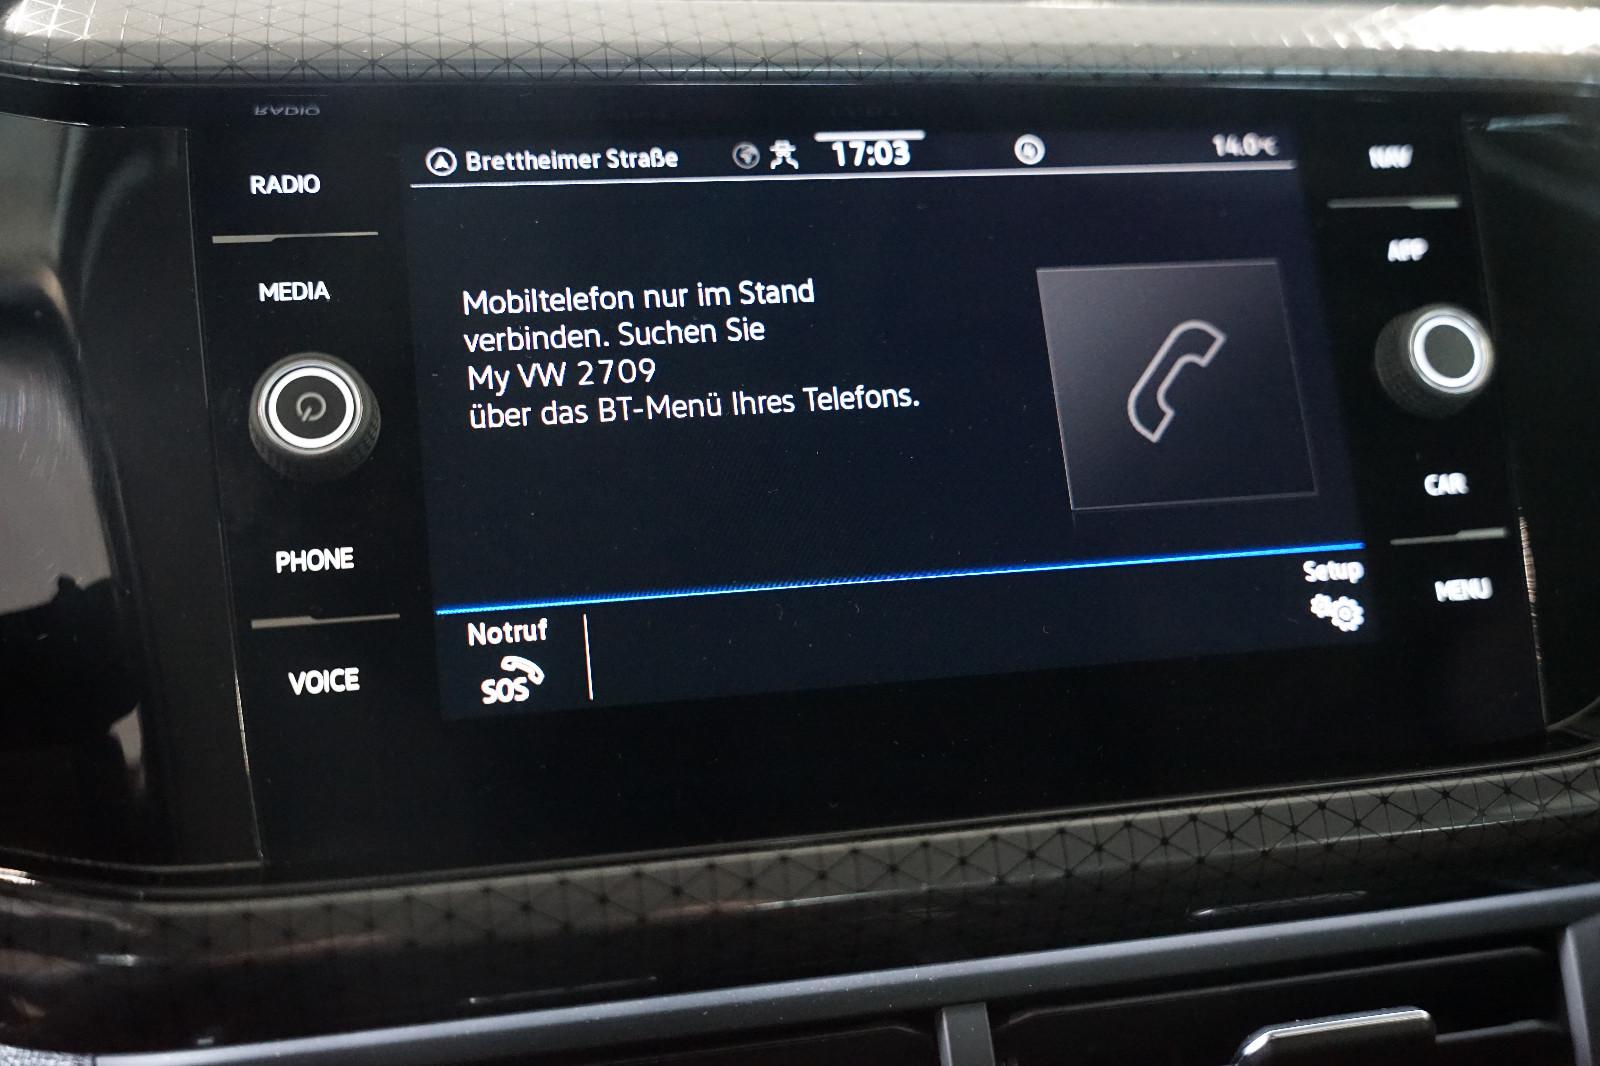 RADIO
MEDIA
PHONE
VOICE
Brettheimer Straße
17:03
14.0°C
Mobiltelefon nur im Stand
verbinden. Suchen Sie
My VW 2709
über das BT-Menü Ihres Telefons.
Notruf
SOS
Setup
NAV
APP
CAR
MENU